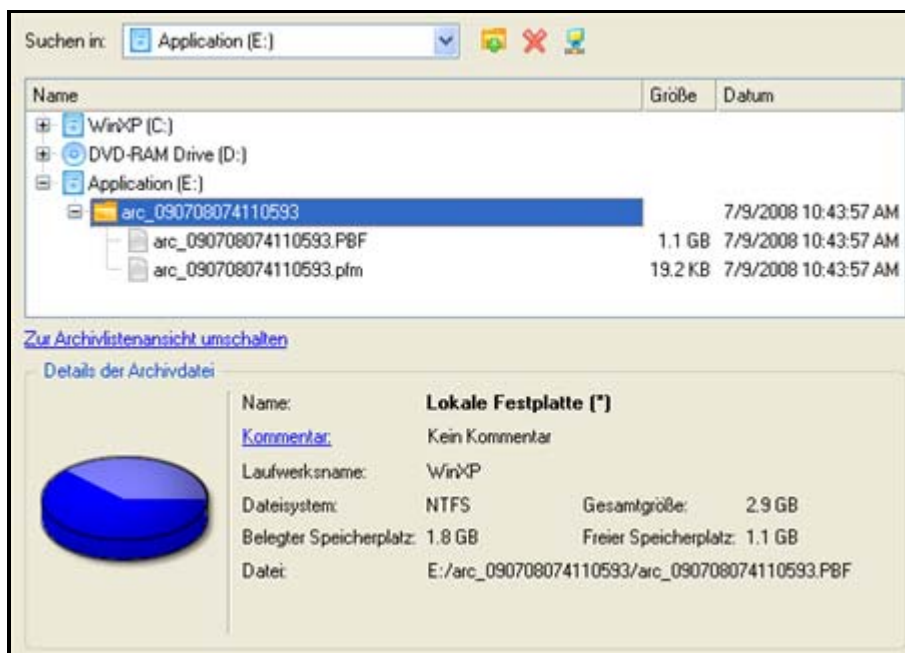 Suchen in: Application (E:)
Name Größe Datum
WinXP (C:)
DVD-RAM Drive (D:)
Application (E:)
arc_090708074110593 7/9/2008 10:43:57 AM
arc_090708074110593.PBF 1.1 GB 7/9/2008 10:43:57 AM
arc_090708074110593.pfm 19.2 KB 7/9/2008 10:43:57 AM
Zur Archivlistenansicht umschalten
Details der Archivdatei
Name: Lokale Festplatte (*)
Kommentar: Kein Kommentar
Laufwerksname: WinXP
Dateisystem: NTFS Gesamtgröße: 2.9 GB
Belegter Speicherplatz: 1.8 GB Freier Speicherplatz: 1.1 GB
Datei: E:/arc_090708074110593/arc_090708074110593.PBF